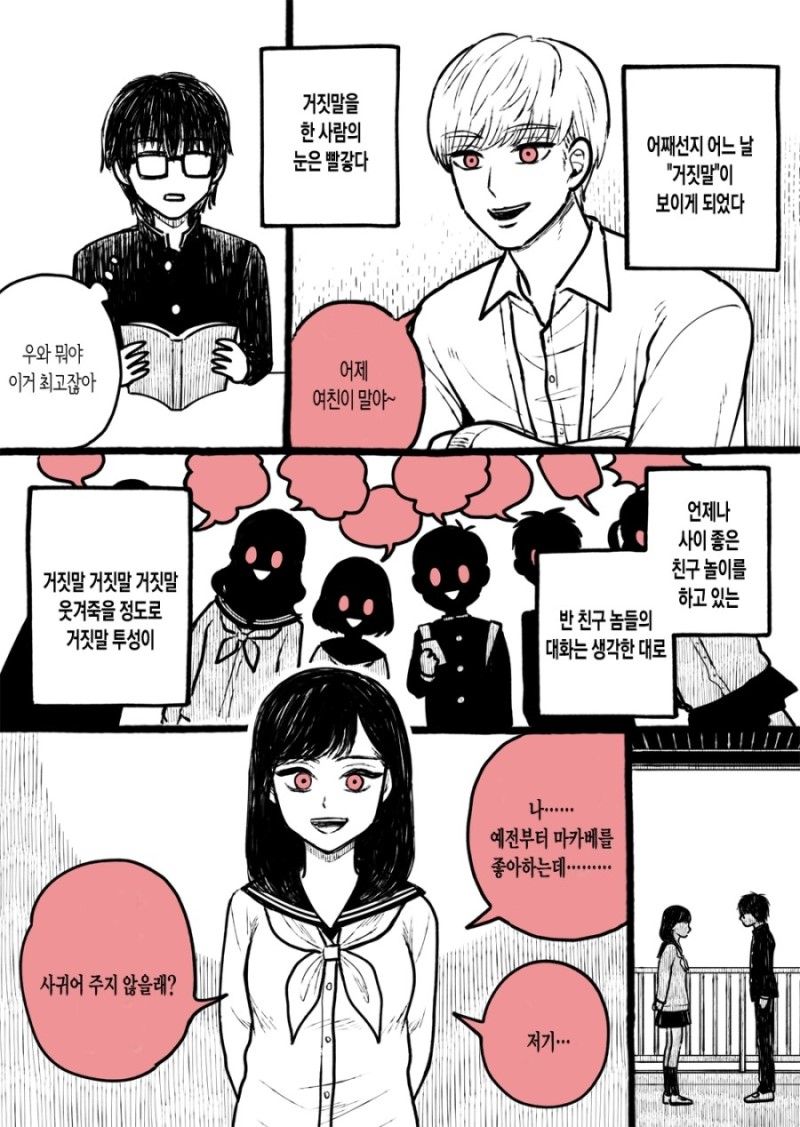 어째선지 어느 날
"거짓말"이
보이게 되었다
어제
여친이 말야~
거짓말을
한 사람의
눈은 빨갛다
우와 뭐야
이거 최고잖아
언제나
사이 좋은
친구 놀이를
하고 있는
반 친구 놈들의
대화는 생각한 대로
거짓말 거짓말 거짓말
웃겨죽을 정도로
거짓말 투성이
저기…
나……
예전부터 마카베를
좋아하는데………
사귀어 주지 않을래?